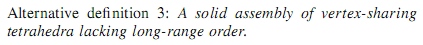 Alternative definition 3: A solid assembly of vertex-sharing
tetrahedra lacking long-range order.